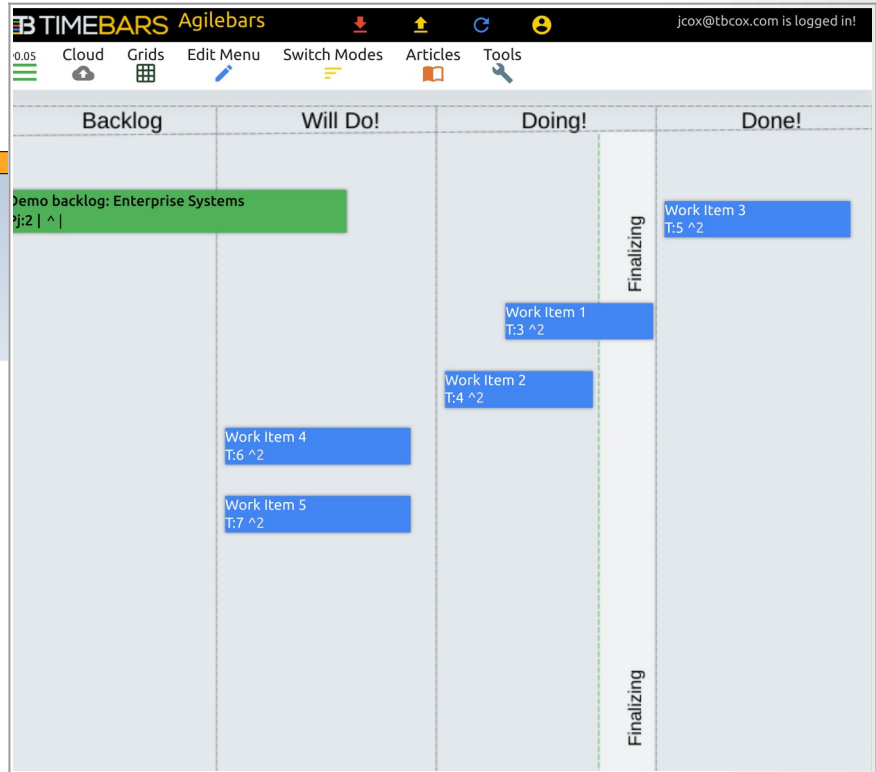 TIMEBARS Agilebars jcox@tbcox.com is logged in!
0.05 Cloud Grids Edit Menu Switch Modes Articles Tools
Backlog Will Do! Doing! Done!
Demo backlog: Enterprise Systems
Pj:2 | ^ |
Work Item 3
T:5 ^2
Finalizing
Work Item 1
T:3 ^2
Work Item 2
T:4 ^2
Work Item 4
T:6 ^2
Work Item 5
T:7 ^2
Finalizing